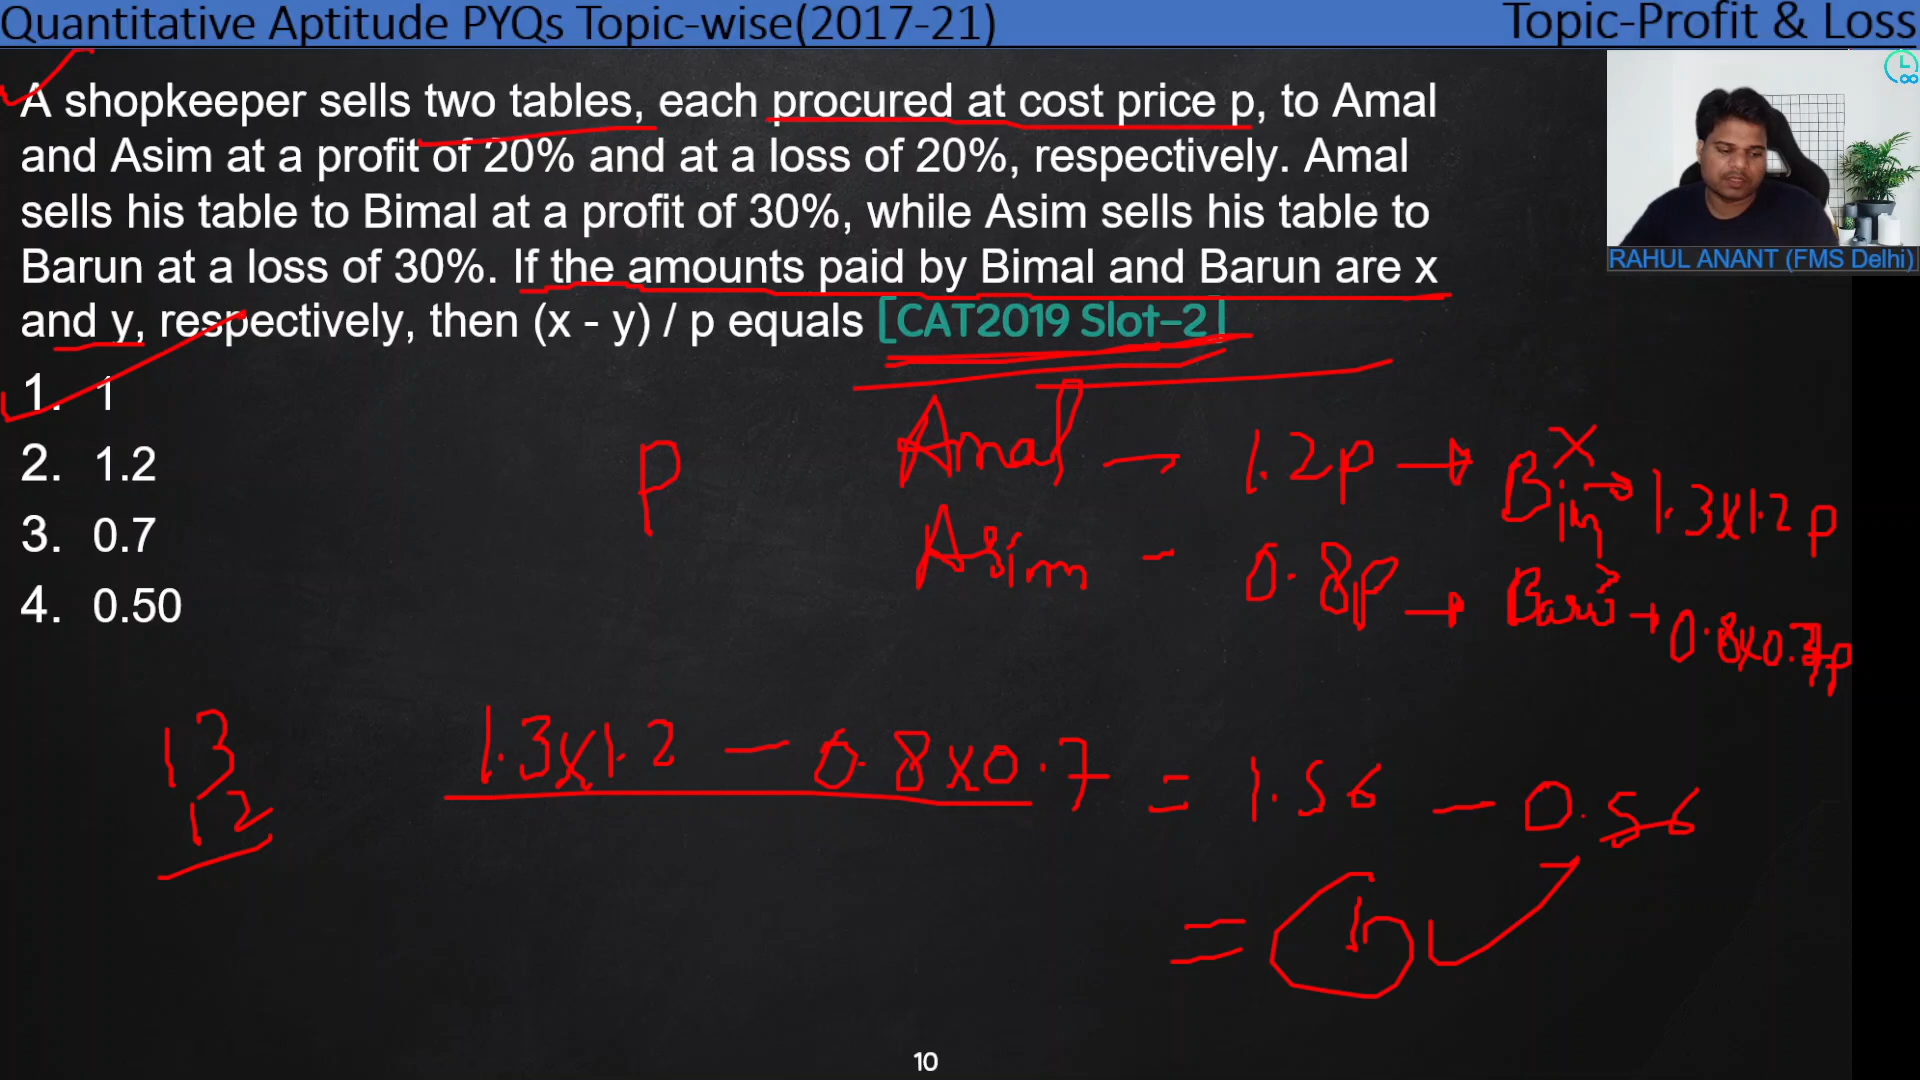 Quantitative Aptitude PYQs Topic-wise(2017-21)
Topic-Profit & Loss
A shopkeeper sells two tables, each procured at cost price p, to Amal
and Asim at a profit of 20% and at a loss of 20%, respectively. Amal
sells his table to Bimal at a profit of 30%, while Asim sells his table to
Barun at a loss of 30%. If the amounts paid by Bimal and Barun are x
and y, respectively, then (x - y) / p equals [CAT2019 Slot-2]
RAHUL ANANT (FMS Delhi)
1. 1
2. 1.2
3. 0.7
4. 0.50
P
Amal — 1.2p → Bim → 1.3x1.2 p
x
Asim - 0.8p → Baru → 0.8x0.7p
13
12
1.3x1.2 — 0.8x0.7 = 1.56 — 0.56
=
10